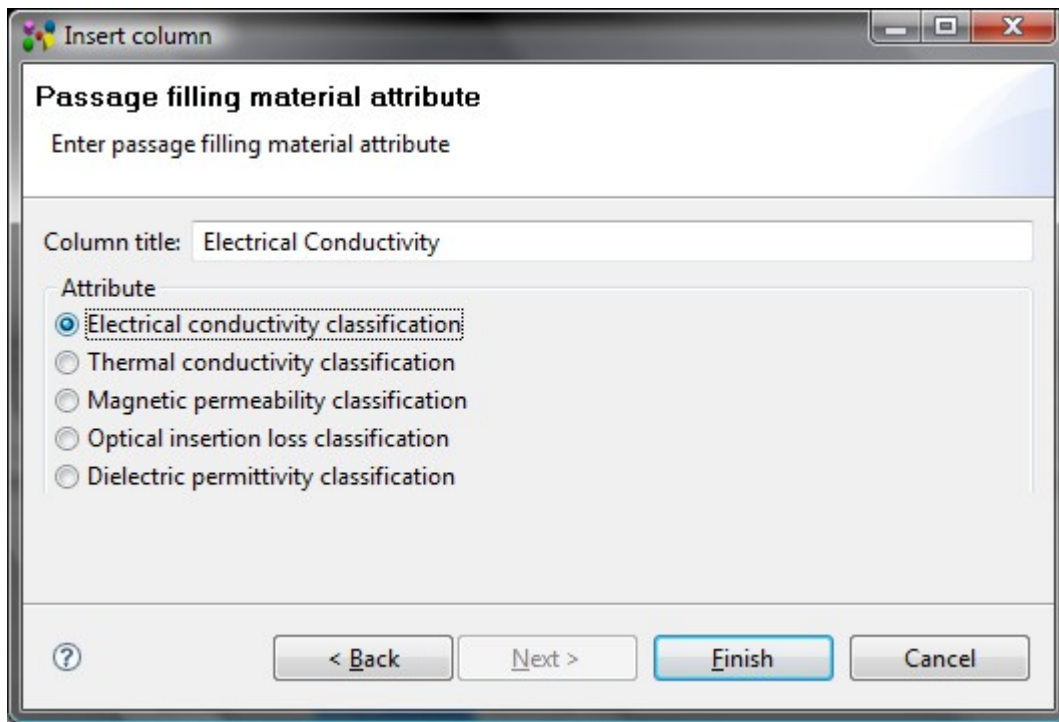 Insert column
Passage filling material attribute
Enter passage filling material attribute
Column title: Electrical Conductivity
Attribute
Electrical conductivity classification
Thermal conductivity classification
Magnetic permeability classification
Optical insertion loss classification
Dielectric permittivity classification
? < Back Next > Finish Cancel